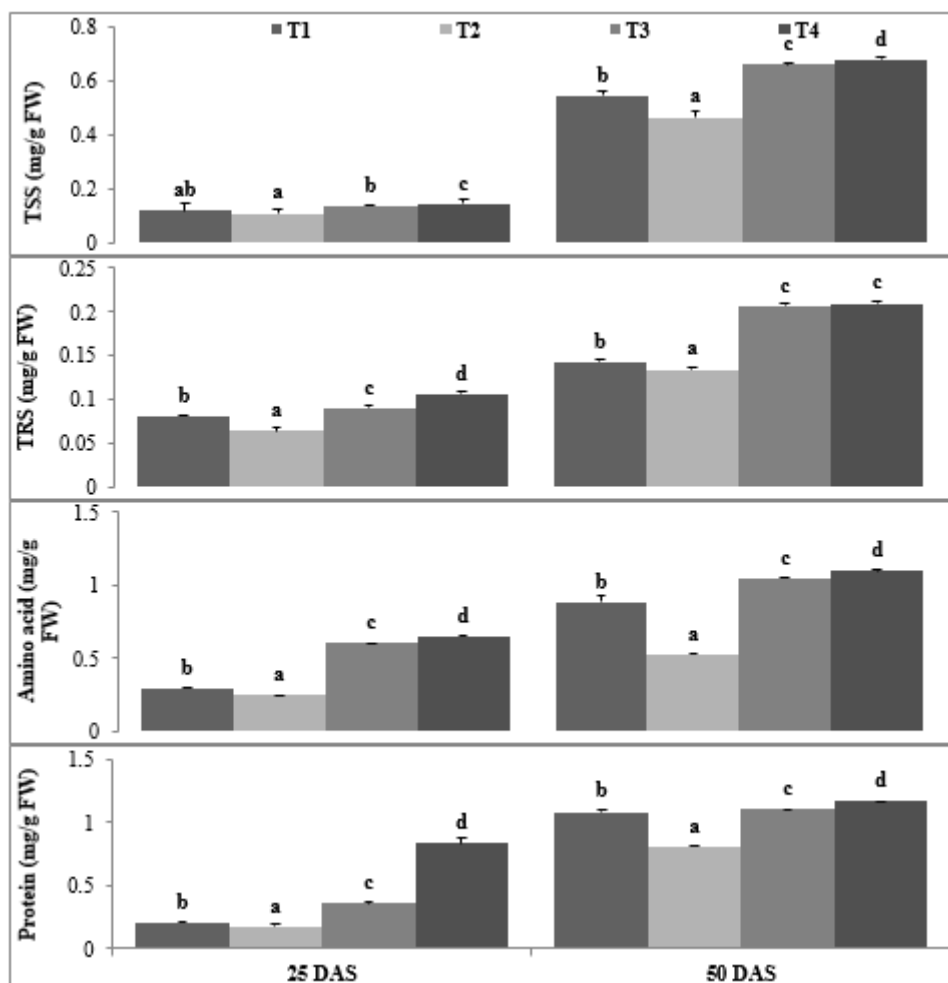 T1 T2 T3 T4
TSS (mg/g FW)
0.8
0.6
0.4
0.2
0
ab a b c b a c d
TRS (mg/g FW)
0.25
0.2
0.15
0.1
0.05
0
b a c d b a c c
Amino acid (mg/g
FW)
1.5
1
0.5
0
b a c d b a c d
Protein (mg/g FW)
1.5
1
0.5
0
b a c d b a c d
25 DAS 50 DAS